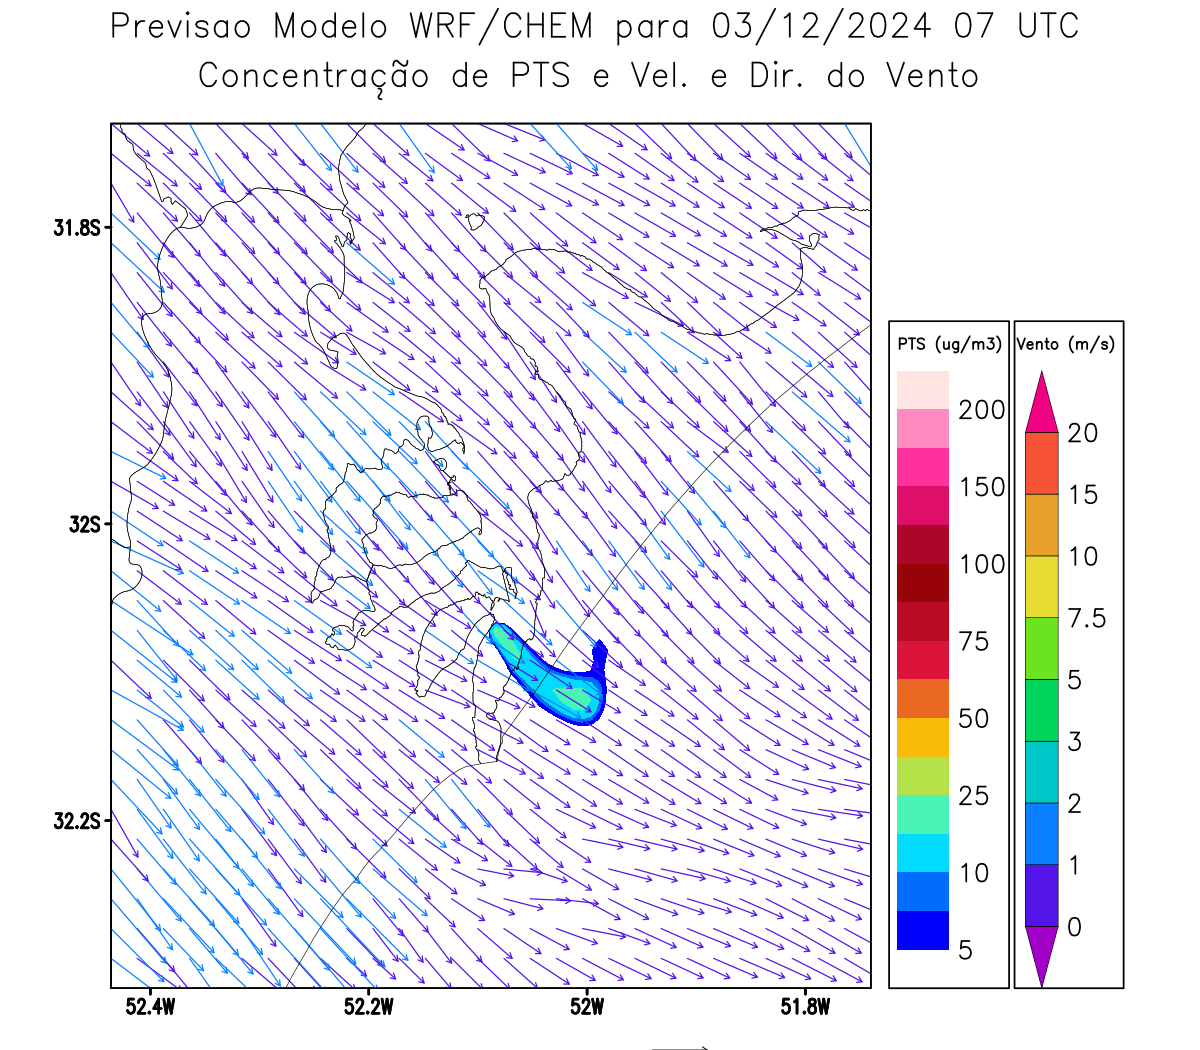 Previsao Modelo WRF/CHEM para 03/12/2024 07 UTC
Concentração de PTS e Vel. e Dir. do Vento
31.8S
32S
32.2S
52.4W
52.2W
52W
51.8W
PTS (ug/m3)
200
150
100
75
50
25
10
5
Vento (m/s)
20
15
10
7.5
5
3
2
1
0